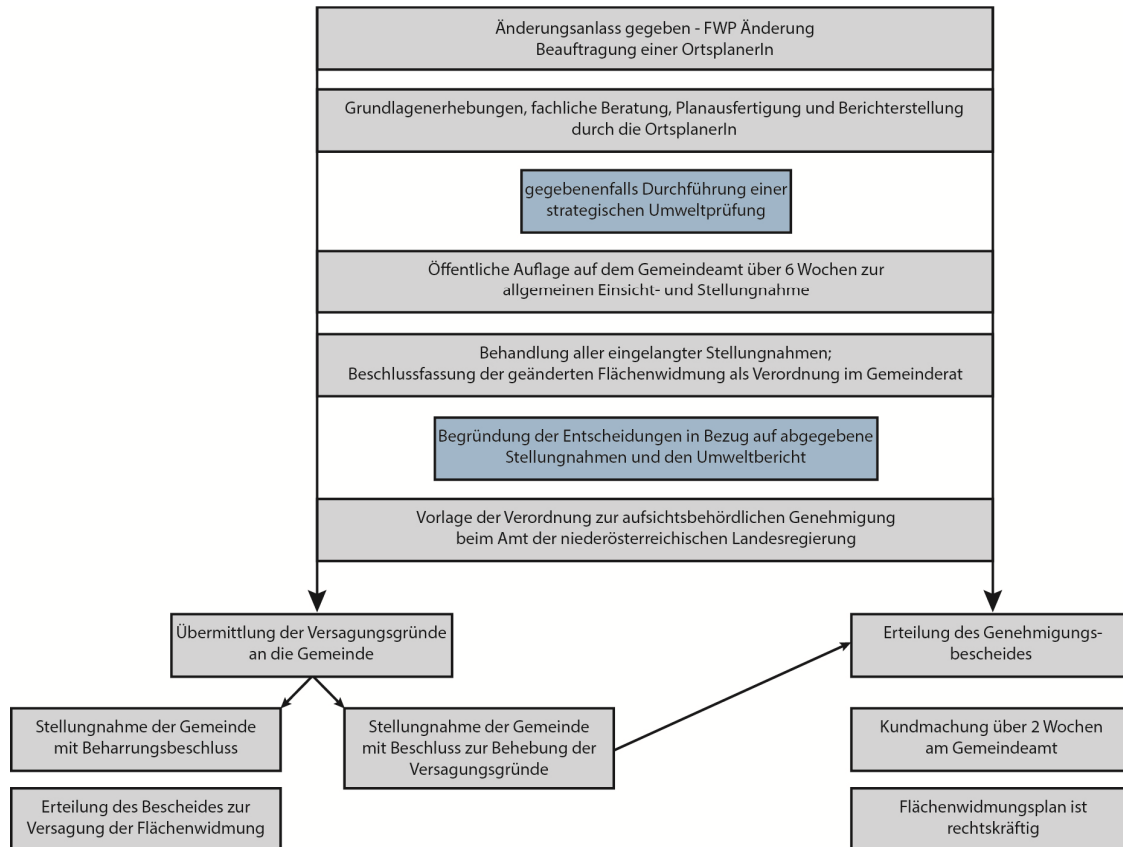 Änderungsanlass gegeben - FWP Änderung
Beauftragung einer OrtsplanerIn
Grundlagenerhebungen, fachliche Beratung, Planausfertigung und Berichterstellung
durch die OrtsplanerIn
gegebenenfalls Durchführung einer
strategischen Umweltprüfung
Öffentliche Auflage auf dem Gemeindeamt über 6 Wochen zur
allgemeinen Einsicht- und Stellungnahme
Behandlung aller eingelangter Stellungnahmen;
Beschlussfassung der geänderten Flächenwidmung als Verordnung im Gemeinderat
Begründung der Entscheidungen in Bezug auf abgegebene
Stellungnahmen und den Umweltbericht
Vorlage der Verordnung zur aufsichtsbehördlichen Genehmigung
beim Amt der niederösterreichischen Landesregierung
Übermittlung der Versagungsgründe
an die Gemeinde
Erteilung des Genehmigungs-
bescheides
Stellungnahme der Gemeinde
mit Beharrungsbeschluss
Stellungnahme der Gemeinde
mit Beschluss zur Behebung der
Versagungsgründe
Kundmachung über 2 Wochen
am Gemeindeamt
Erteilung des Bescheides zur
Versagung der Flächenwidmung
Flächenwidmungsplan ist
rechtskräftig